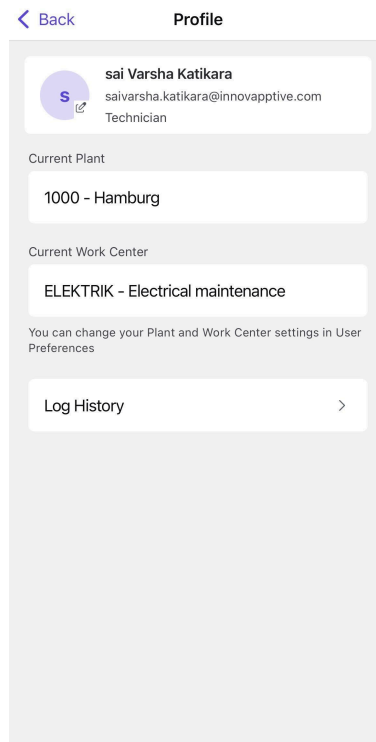 Back
Profile
S
sai Varsha Katikara
saivarsha.katikara@innovapptive.com
Technician
Current Plant
1000 - Hamburg
Current Work Center
ELEKTRIK - Electrical maintenance
You can change your Plant and Work Center settings in User
Preferences
Log History